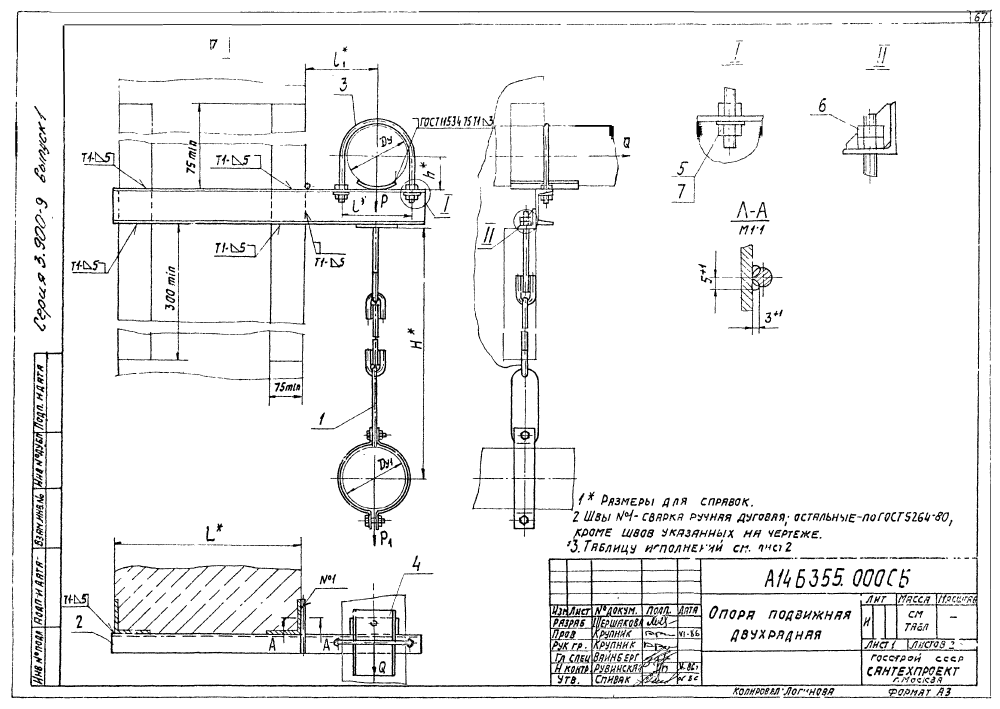 67
Серия 3.900-9 выпуск 1
l₁*
3
ГОСТ 11534 75 Т1 ⊿3
Dy
h*
75 min
Т1-⊿5
Т1-⊿5
P
l*
I
Т1-⊿5
Т1-⊿5
Т1-⊿5
300 min
H*
75min
1
Dy1
P₁
Q
II
I
5
7
II
6
А-А
М1:1
5⁺¹
3⁺¹
1 * Размеры для справок.
2 Швы №1 - сварка ручная дуговая; остальные - по ГОСТ 5264-80,
кроме швов указанных на чертеже.
3. Таблицу исполнений см. лист 2
L*
№1
4
Т1-⊿5
2
А
А
Q
А14Б355.000СБ
Опора подвижная
двухрядная
Лит
Масса
Масштаб
И
СМ
ТАБЛ
–
Лист 1
Листов 2
Госстрой СССР
САНТЕХПРОЕКТ
г. Москва
Изм Лист № докум. Подп. Дата
Разраб Шершакова
Пров Крупник VI-86
Рук гр. Крупник
Гл спец Вайнберг
Н контр Рувинская
Утв. Спивак
Копировал Логинова
Формат А3
Инв № подл
Подп и дата
Взам инв. №
Инв № дубл
Подп. и дата